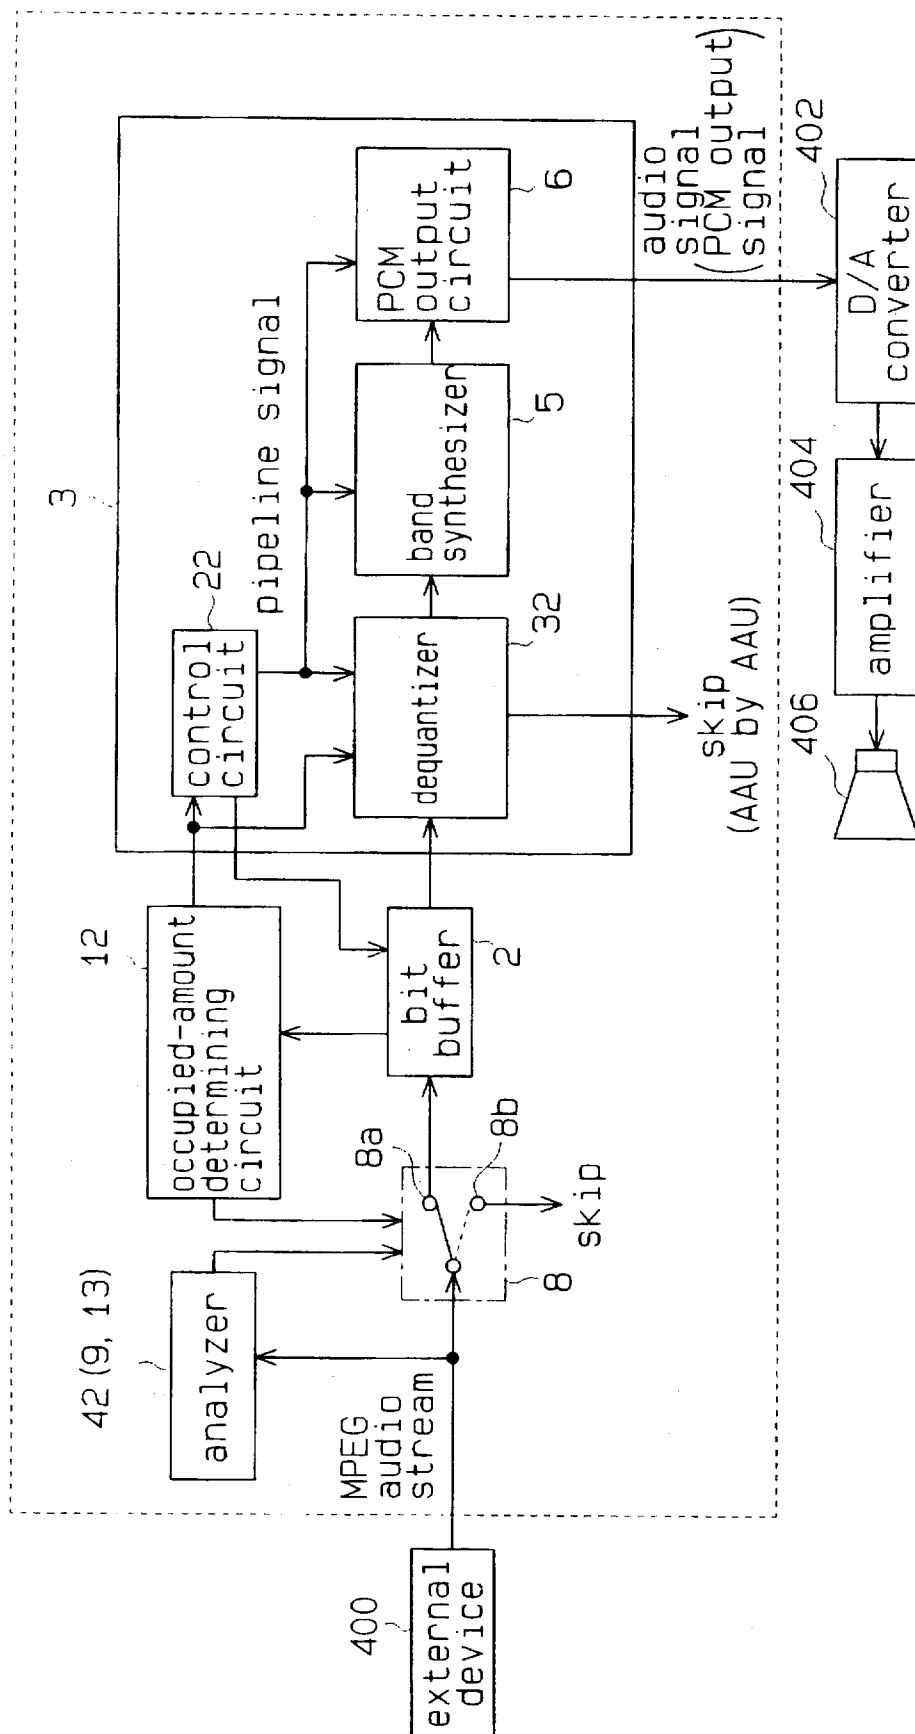 400
external
device
MPEG
audio
stream
42 (9, 13)
analyzer
8
8a
8b
skip
12
occupied-amount
determining
circuit
bit
buffer
2
3
22
control
circuit
pipeline signal
dequantizer
32
skip
(AAU by AAU)
band
synthesizer
5
PCM
output
circuit
6
audio
signal
(PCM output)
signal
402
D/A
converter
404
amplifier
406